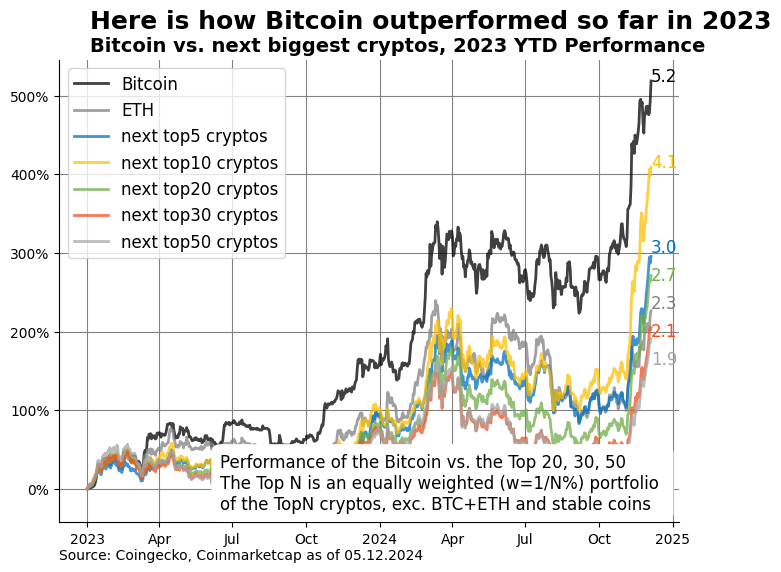 Here is how Bitcoin outperformed so far in 2023
Bitcoin vs. next biggest cryptos, 2023 YTD Performance
Bitcoin
ETH
next top5 cryptos
next top10 cryptos
next top20 cryptos
next top30 cryptos
next top50 cryptos
500%
400%
300%
200%
100%
0%
5.2
4.1
3.0
2.7
2.3
2.1
1.9
Performance of the Bitcoin vs. the Top 20, 30, 50
The Top N is an equally weighted (w=1/N%) portfolio
of the TopN cryptos, exc. BTC+ETH and stable coins
2023 Apr Jul Oct 2024 Apr Jul Oct 2025
Source: Coingecko, Coinmarketcap as of 05.12.2024